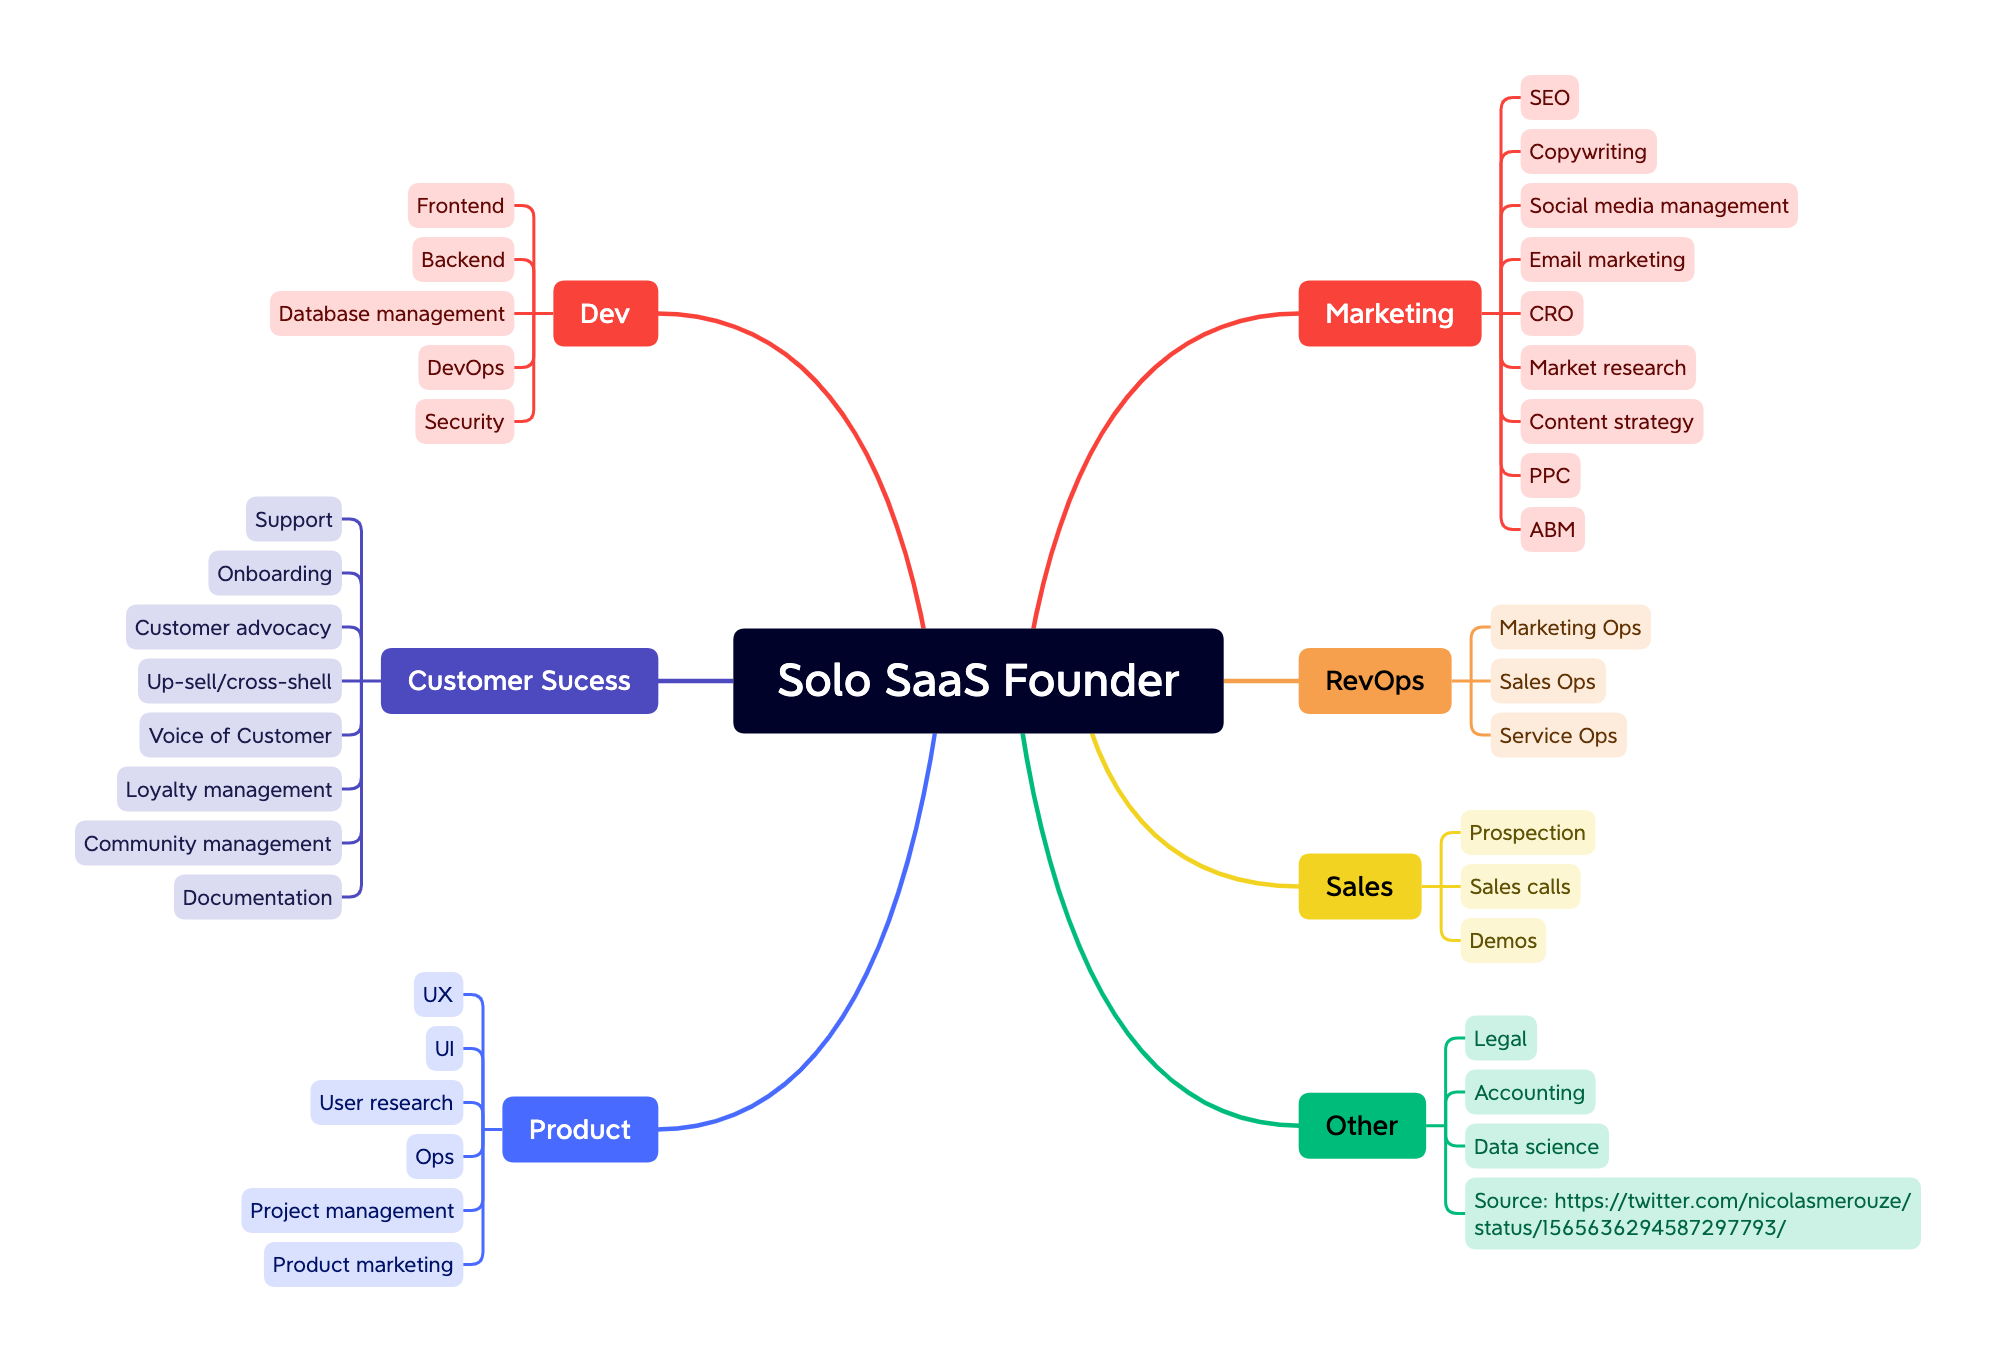 Solo SaaS Founder
Marketing
SEO
Copywriting
Social media management
Email marketing
CRO
Market research
Content strategy
PPC
ABM
RevOps
Marketing Ops
Sales Ops
Service Ops
Sales
Prospection
Sales calls
Demos
Other
Legal
Accounting
Data science
Source: https://twitter.com/nicolasmerouze/
status/1565636294587297793/
Dev
Frontend
Backend
Database management
DevOps
Security
Customer Sucess
Support
Onboarding
Customer advocacy
Up-sell/cross-shell
Voice of Customer
Loyalty management
Community management
Documentation
Product
UX
UI
User research
Ops
Project management
Product marketing